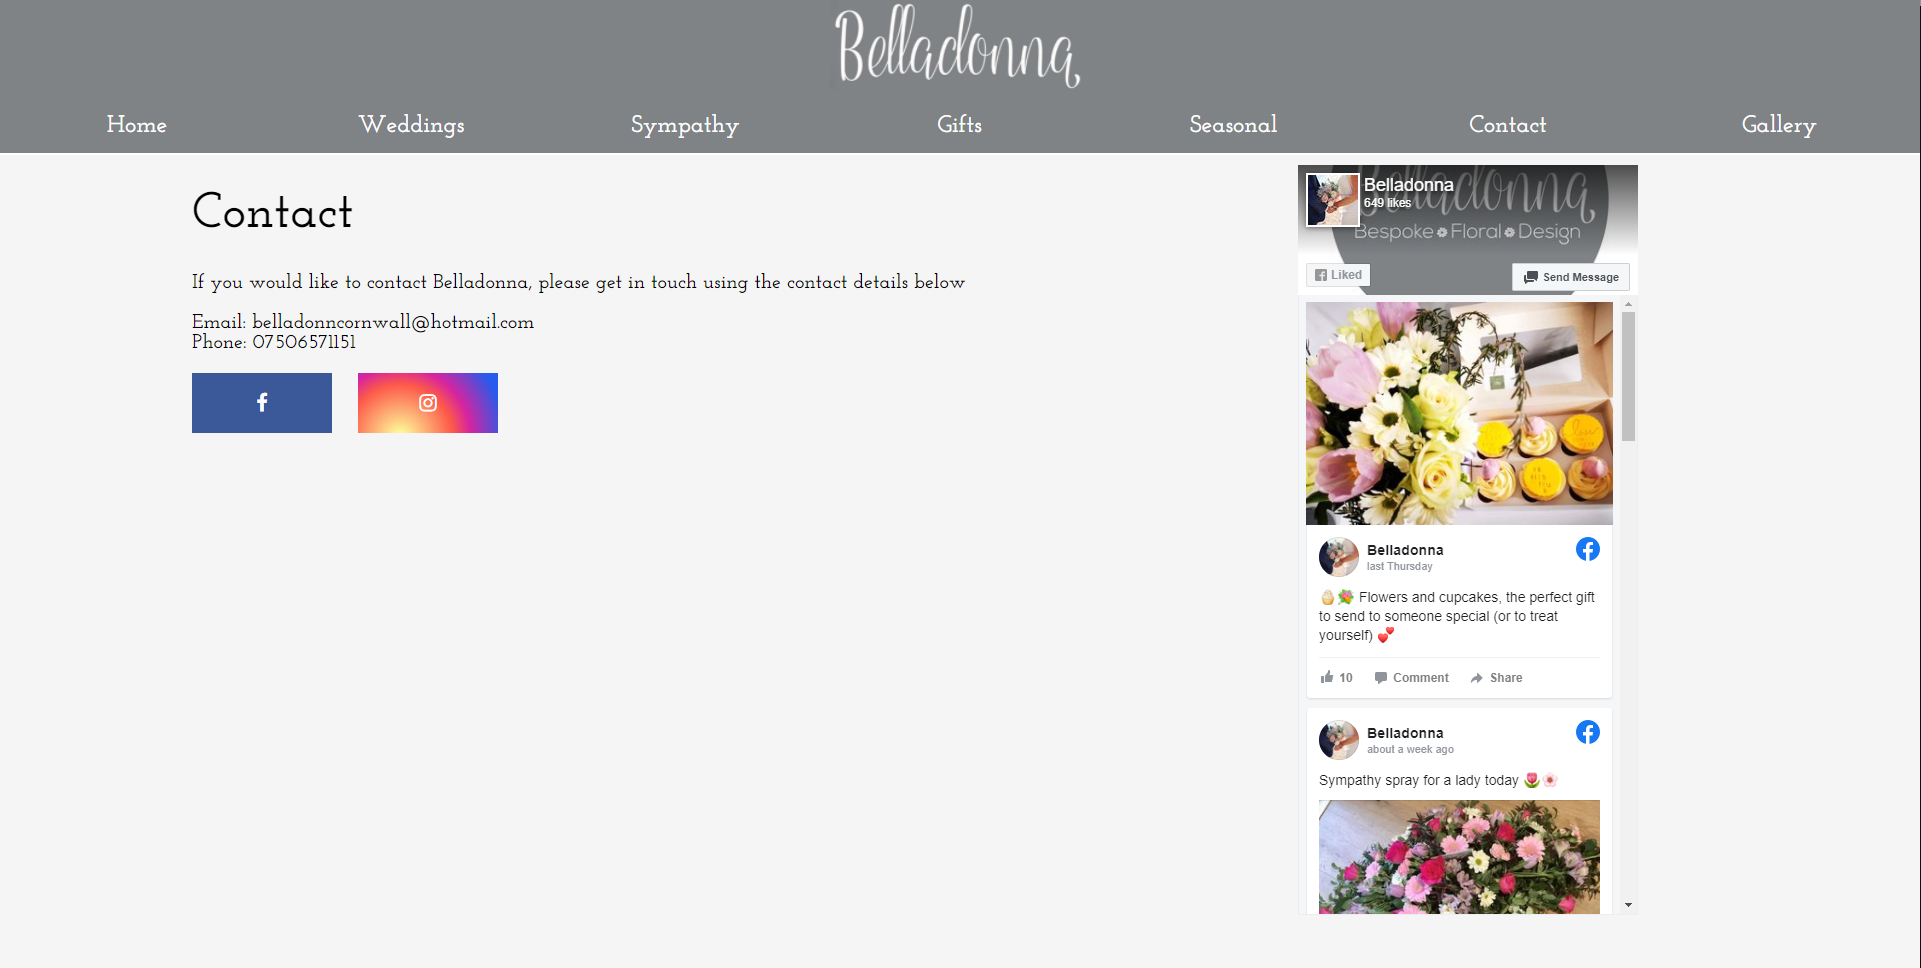 Belladonna
Home Weddings Sympathy Gifts Seasonal Contact Gallery
Contact
If you would like to contact Belladonna, please get in touch using the contact details below
Email: belladonncornwall@hotmail.com
Phone: 07506571151
Belladonna
649 likes
Belladonna
Bespoke Floral Design
Liked
Send Message
Belladonna
last Thursday
🧁💐 Flowers and cupcakes, the perfect gift
to send to someone special (or to treat
yourself) 💕
10 Comment Share
Belladonna
about a week ago
Sympathy spray for a lady today 🌷🌸